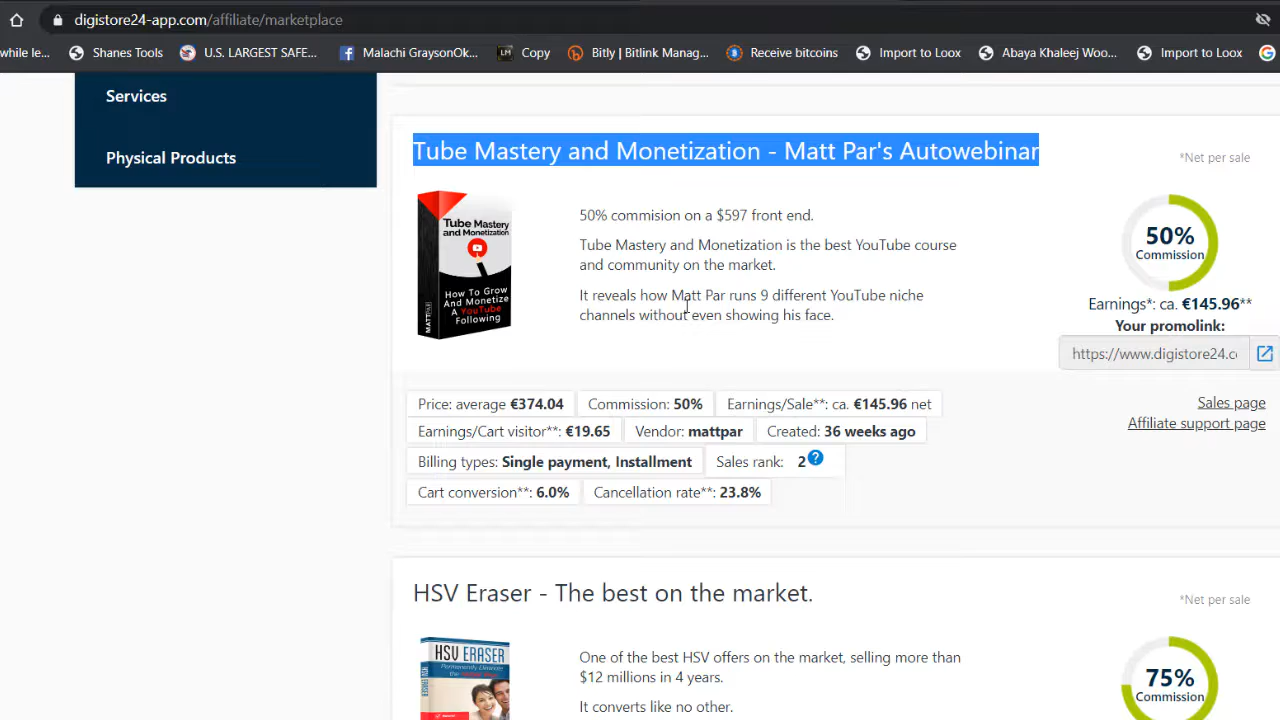 digistore24-app.com/affiliate/marketplace
while le... Shanes Tools U.S. LARGEST SAFE... Malachi GraysonOk... LM Copy Bitly | Bitlink Manag... Receive bitcoins Import to Loox Abaya Khaleej Woo... Import to Loox
Services
Physical Products
Tube Mastery and Monetization - Matt Par's Autowebinar
*Net per sale
Tube Mastery
and Monetization
How To Grow
And Monetize
A YouTube
Following
MATT PAR
50% commision on a $597 front end.
Tube Mastery and Monetization is the best YouTube course
and community on the market.
It reveals how Matt Par runs 9 different YouTube niche
channels without even showing his face.
50%
Commission
Earnings*: ca. €145.96**
Your promolink:
https://www.digistore24.c
Sales page
Affiliate support page
Price: average €374.04 Commission: 50% Earnings/Sale**: ca. €145.96 net
Earnings/Cart visitor**: €19.65 Vendor: mattpar Created: 36 weeks ago
Billing types: Single payment, Installment Sales rank: 2 ?
Cart conversion**: 6.0% Cancellation rate**: 23.8%
HSV Eraser - The best on the market.
*Net per sale
HSV ERASER
HSV ERASER
One of the best HSV offers on the market, selling more than
$12 millions in 4 years.
It converts like no other.
75%
Commission